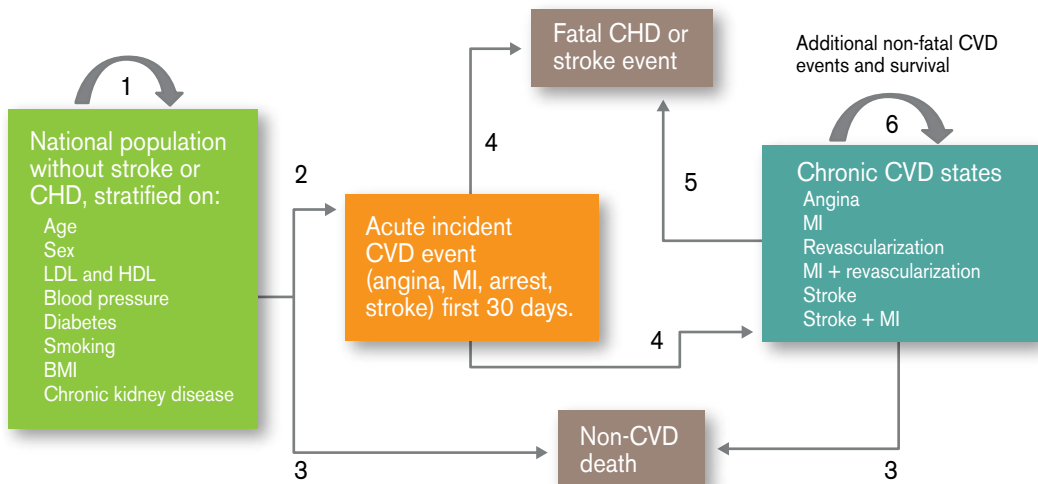 1
National population
without stroke or
CHD, stratified on:
Age
Sex
LDL and HDL
Blood pressure
Diabetes
Smoking
BMI
Chronic kidney disease
2
3
Acute incident
CVD event
(angina, MI, arrest,
stroke) first 30 days.
4
Fatal CHD or
stroke event
4
5
Non-CVD
death
Additional non-fatal CVD
events and survival
6
Chronic CVD states
Angina
MI
Revascularization
MI + revascularization
Stroke
Stroke + MI
3